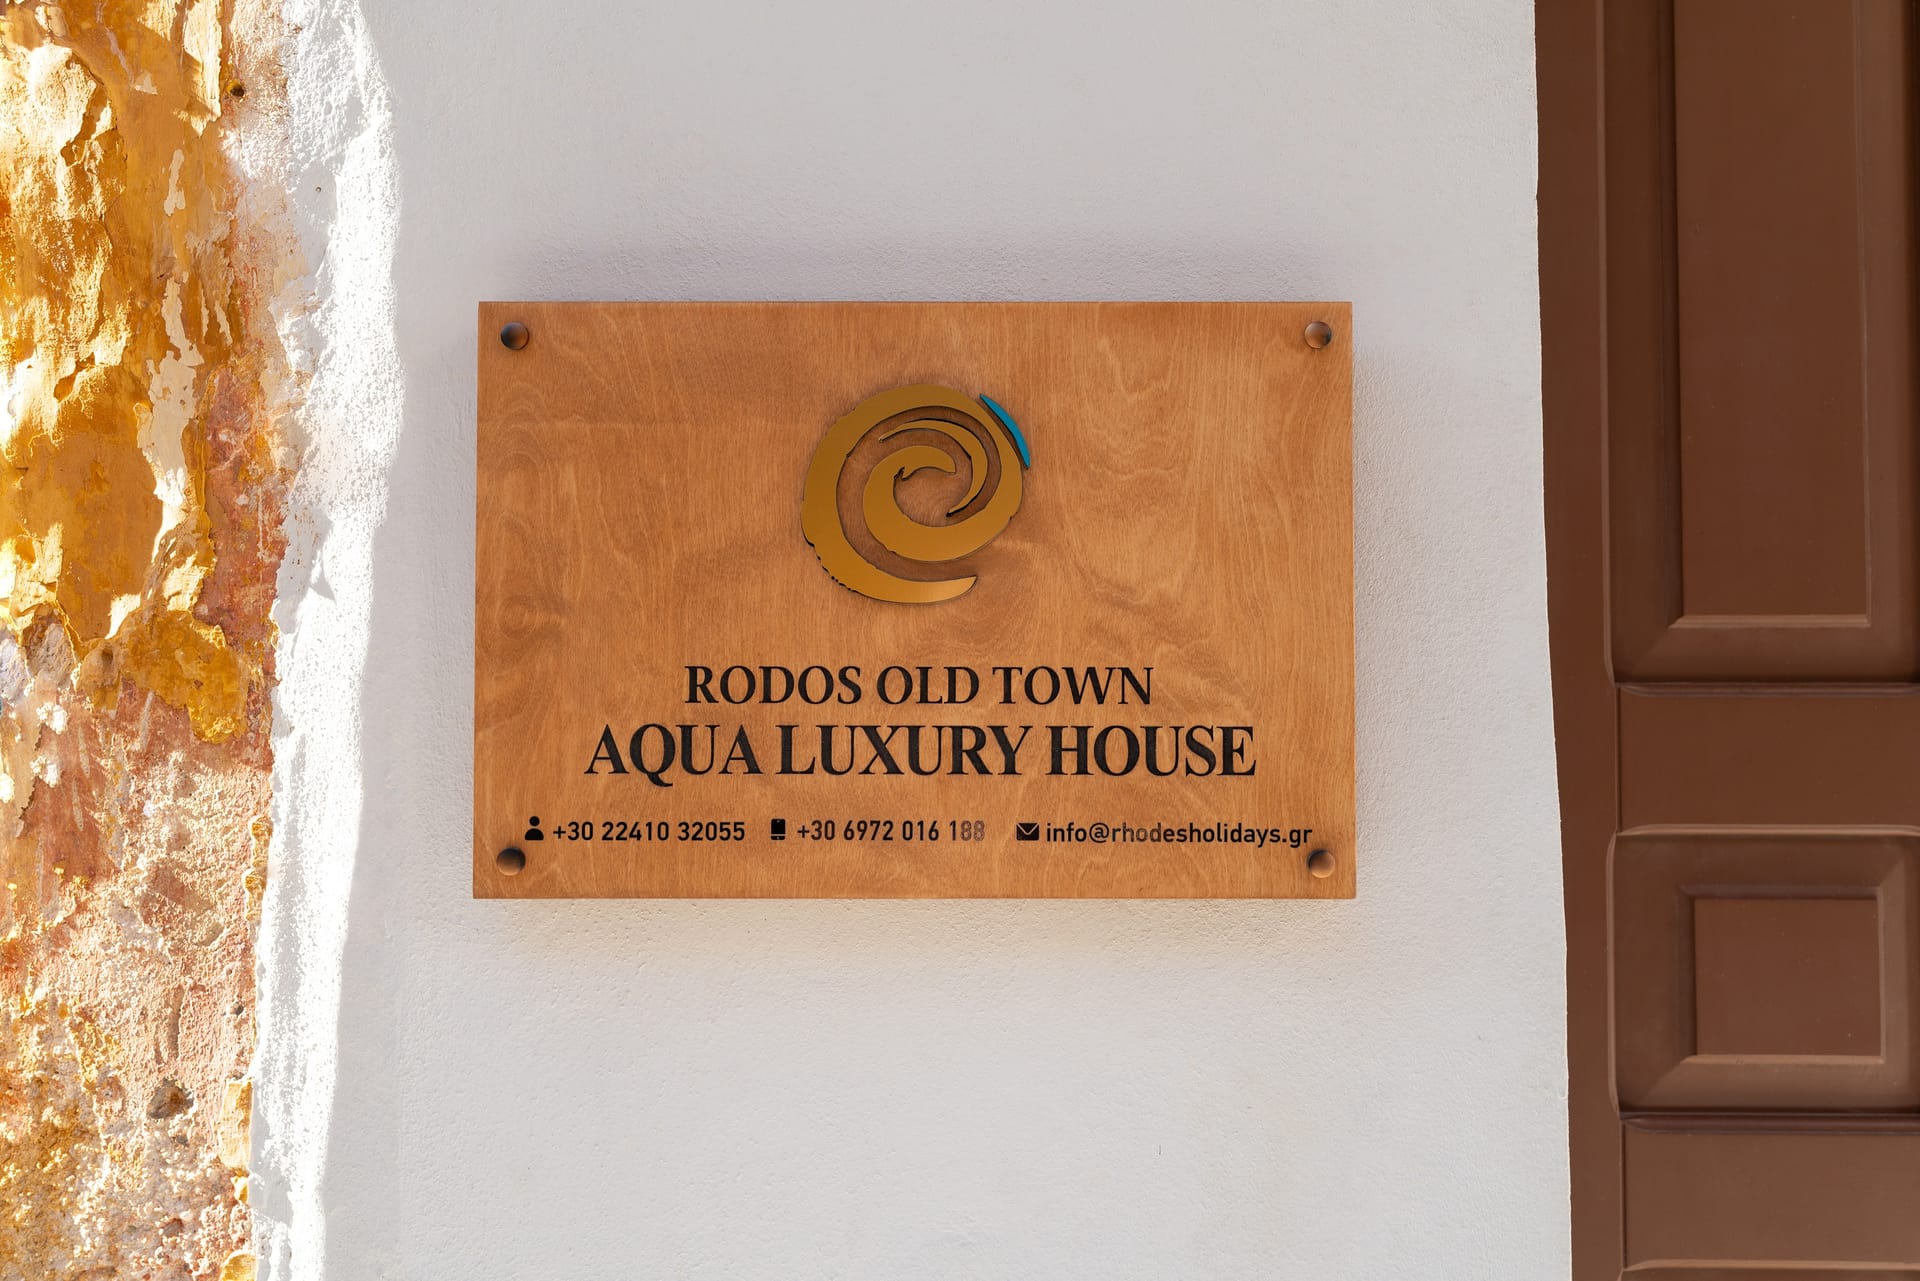 RODOS OLD TOWN
AQUA LUXURY HOUSE
+30 22410 32055 +30 6972 016 188 info@rhodesholidays.gr